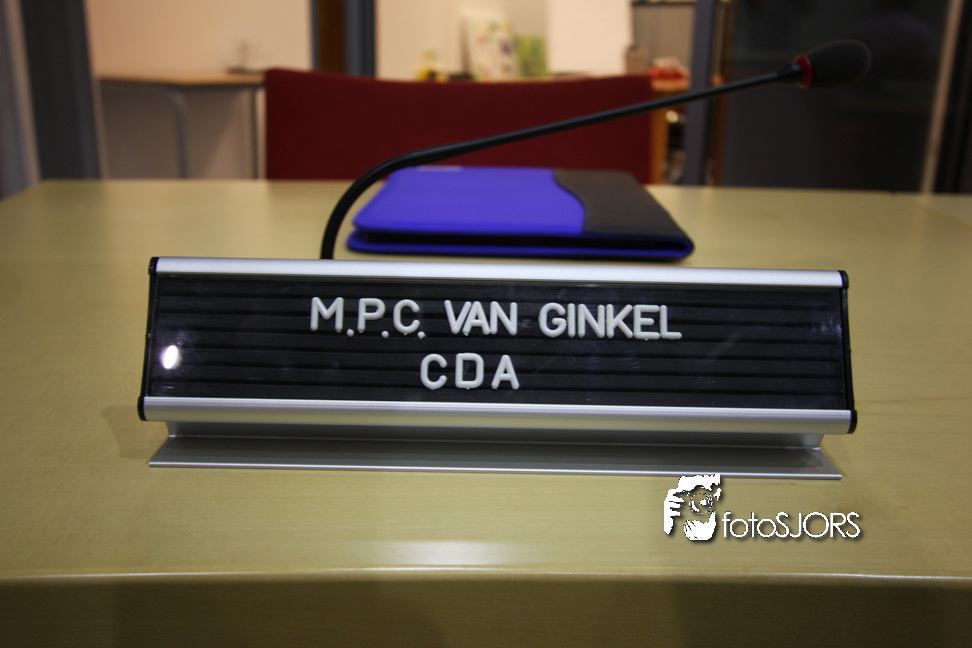 M.P.C. VAN GINKEL
CDA
fotoSJORS